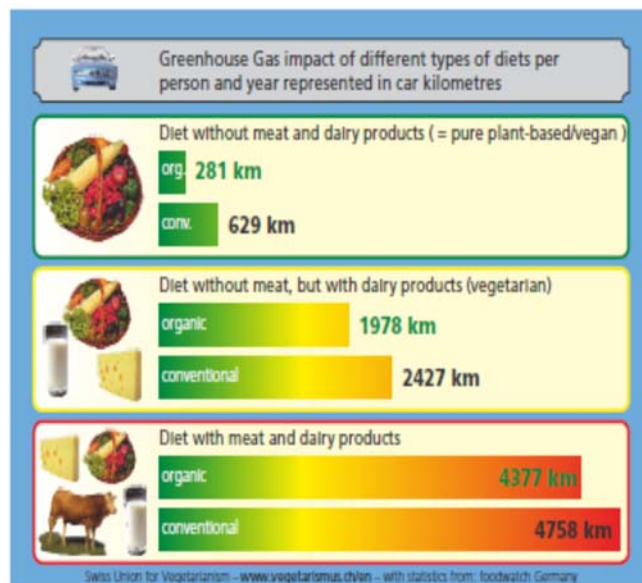 Greenhouse Gas impact of different types of diets per
person and year represented in car kilometres
Diet without meat and dairy products ( = pure plant-based/vegan )
org. 281 km
conv. 629 km
Diet without meat, but with dairy products (vegetarian)
organic 1978 km
conventional 2427 km
Diet with meat and dairy products
organic 4377 km
conventional 4758 km
Swiss Union for Vegetarianism – www.vegetarismus.ch/en – with statistics from: foodwatch Germany